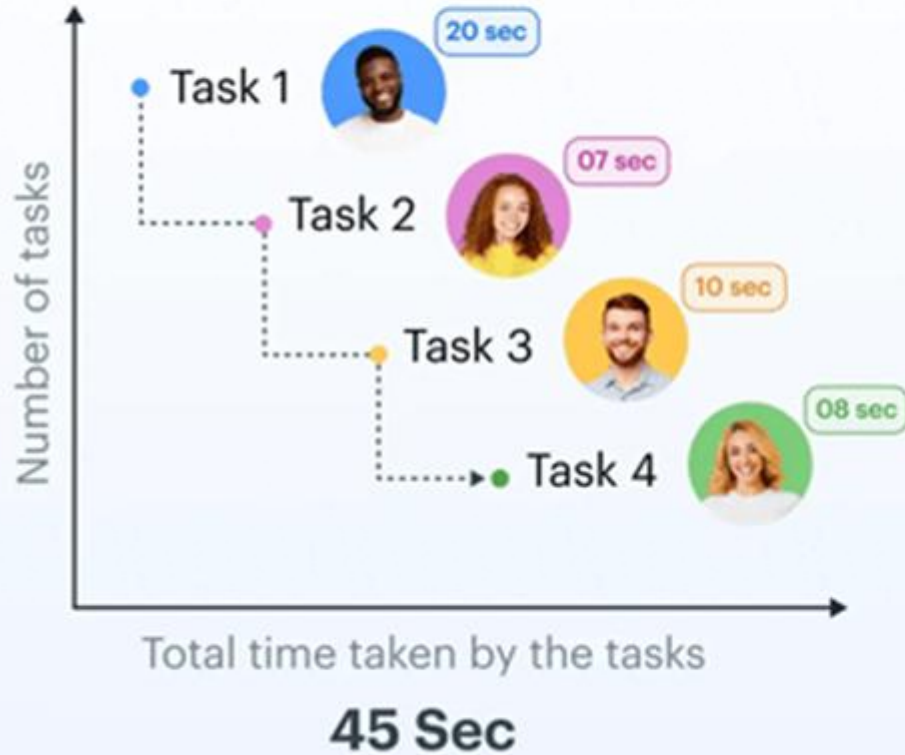 20 sec
Task 1
07 sec
Task 2
10 sec
Task 3
08 sec
Task 4
Number of tasks
Total time taken by the tasks
45 Sec